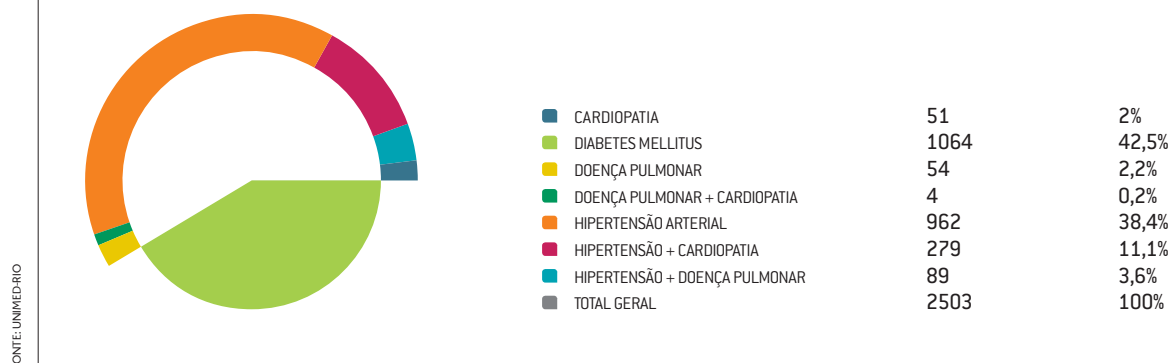 CARDIOPATIA 51 2%
DIABETES MELLITUS 1064 42,5%
DOENÇA PULMONAR 54 2,2%
DOENÇA PULMONAR + CARDIOPATIA 4 0,2%
HIPERTENSÃO ARTERIAL 962 38,4%
HIPERTENSÃO + CARDIOPATIA 279 11,1%
HIPERTENSÃO + DOENÇA PULMONAR 89 3,6%
TOTAL GERAL 2503 100%
ONTE: UNIMED-RIO